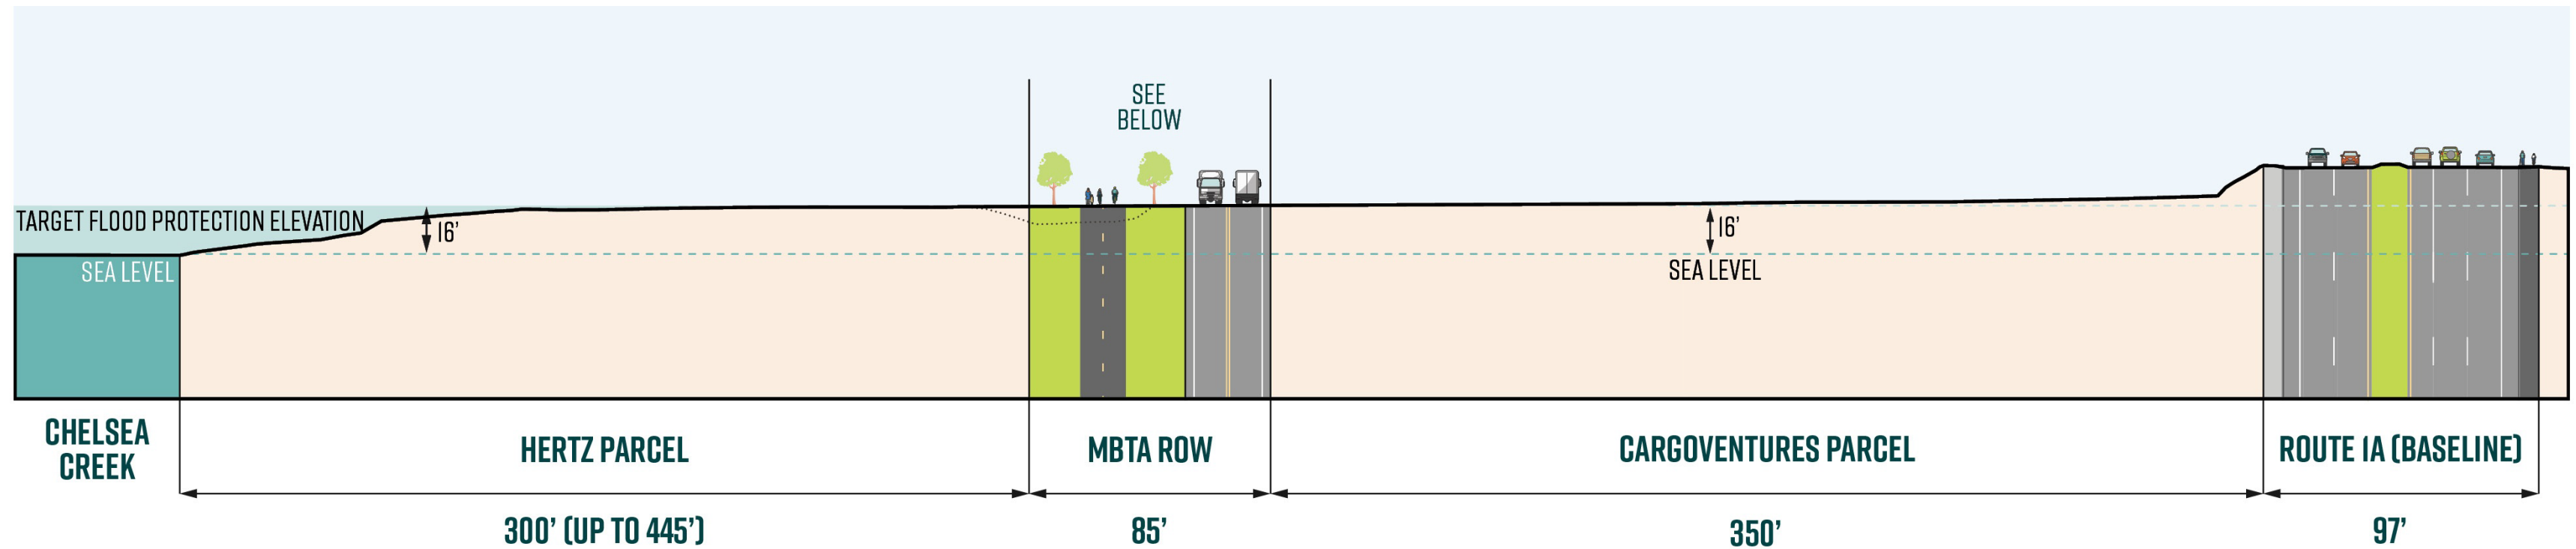 SEE
BELOW
TARGET FLOOD PROTECTION ELEVATION
16’
16’
SEA LEVEL
SEA LEVEL
CHELSEA
CREEK
HERTZ PARCEL
MBTA ROW
CARGOVENTURES PARCEL
ROUTE 1A (BASELINE)
300’ (UP TO 445’)
85’
350’
97’